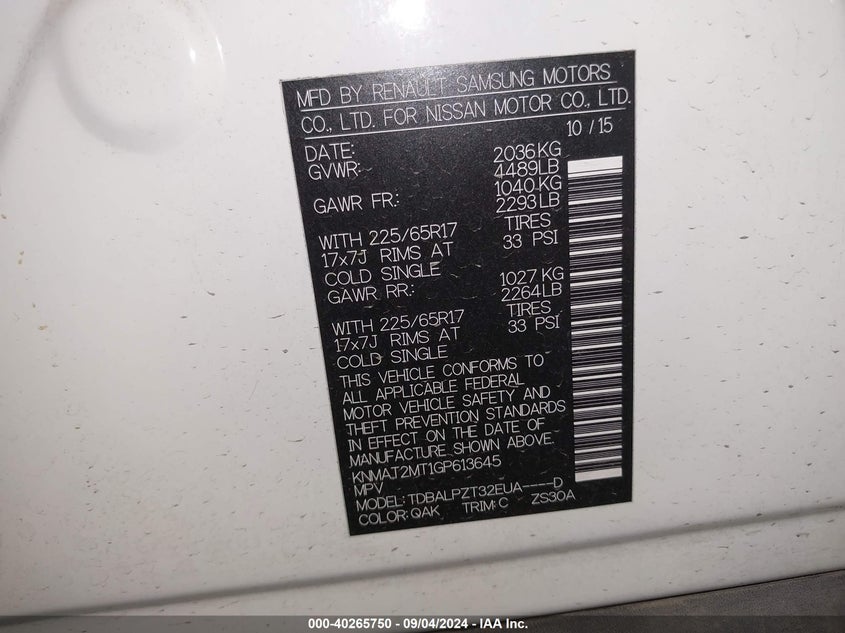 MFD BY RENAULT SAMSUNG MOTORS
CO., LTD. FOR NISSAN MOTOR CO., LTD.
10 / 15
DATE: 2036KG
GVWR: 4489LB
1040KG
GAWR FR.: 2293LB
TIRES
WITH 225/65R17 33 PSI
17x7J RIMS AT
COLD SINGLE 1027 KG
GAWR RR.: 2264LB
TIRES
WITH 225/65R17 33 PSI
17x7J RIMS AT
COLD SINGLE
THIS VEHICLE CONFORMS TO
ALL APPLICABLE FEDERAL
MOTOR VEHICLE SAFETY AND
THEFT PREVENTION STANDARDS
IN EFFECT ON THE DATE OF
MANUFACTURE SHOWN ABOVE.
KNMAJ2MT1GP613645
MPV
MODEL: TDBALPZT32EUA----D
COLOR: QAK TRIM: C ZS30A
000-40265750 - 09/04/2024 - IAA Inc.